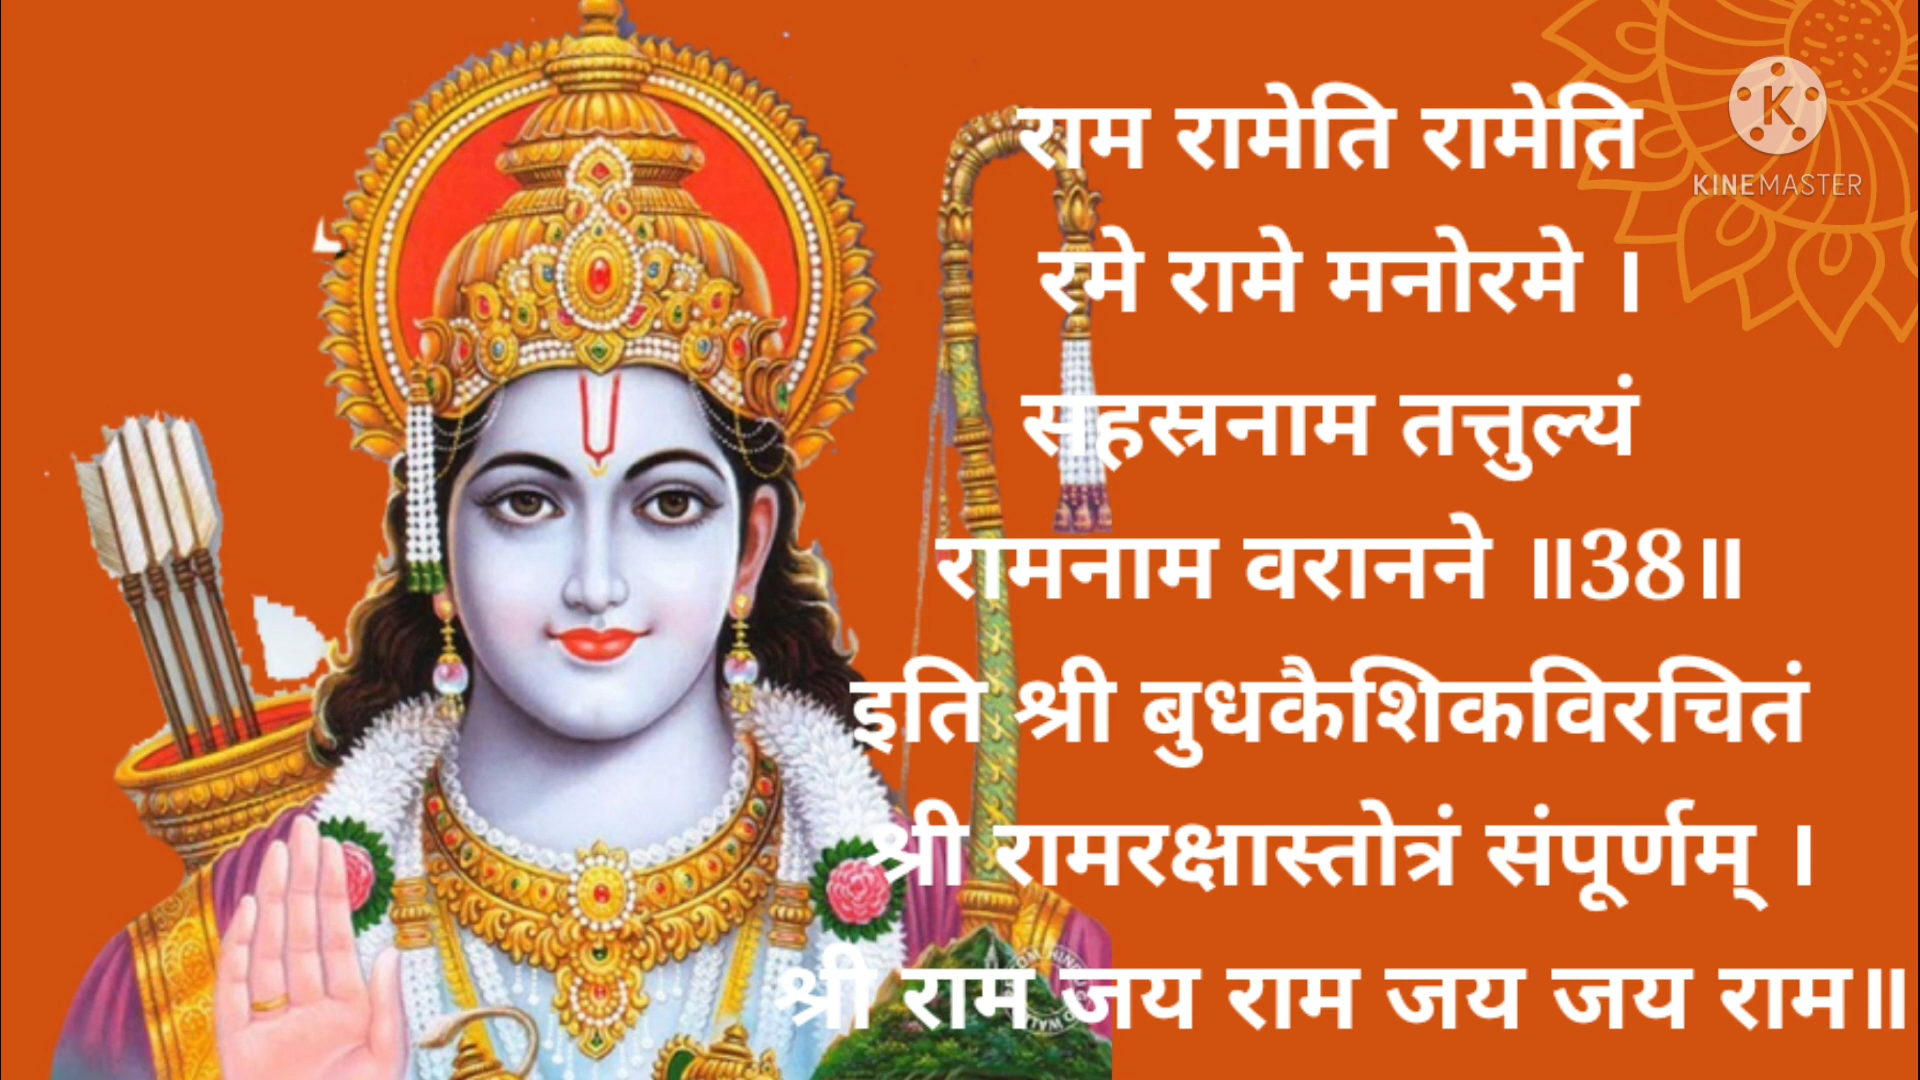 राम रामेति रामेति
रमे रामे मनोरमे ।
सहस्रनाम तत्तुल्यं
रामनाम वरानने ॥38॥
इति श्री बुधकैशिकविरचितं
श्री रामरक्षास्तोत्रं संपूर्णम् ।
श्री राम जय राम जय जय राम॥
K
KINEMASTER